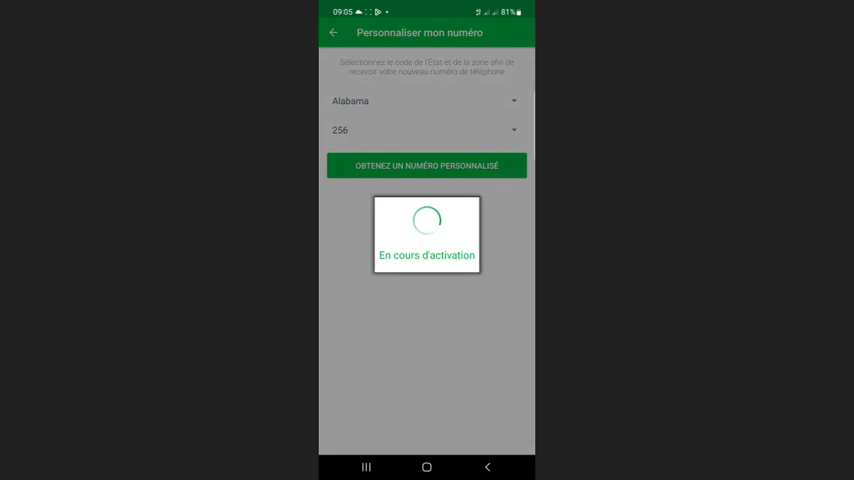 09:05 81%
Personnaliser mon numéro
Sélectionnez le code de l'État et de la zone afin de
recevoir votre nouveau numéro de téléphone
Alabama
256
OBTENEZ UN NUMÉRO PERSONNALISÉ
En cours d'activation